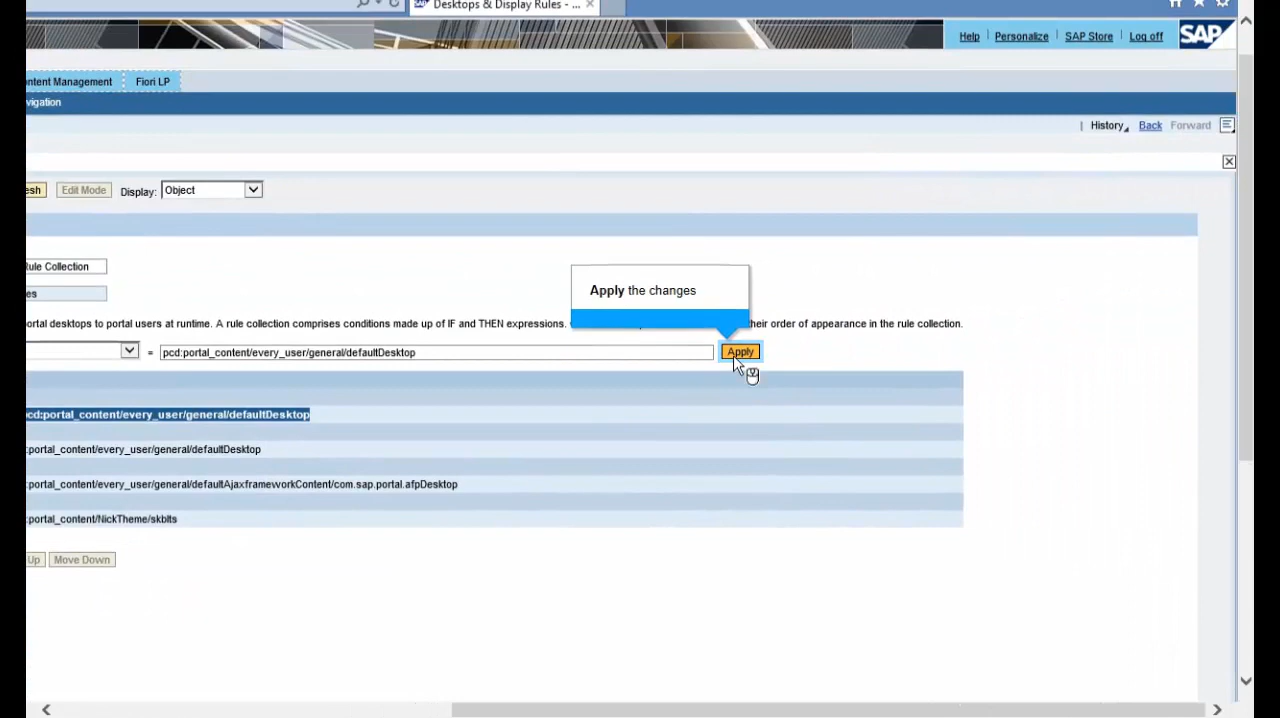 Desktops & Display Rules - ...
Help Personalize SAP Store Log off SAP
ntent Management Fiori LP
vigation
History Back Forward
esh Edit Mode Display: Object
Rule Collection
es
Apply the changes
ortal desktops to portal users at runtime. A rule collection comprises conditions made up of IF and THEN expressions. heir order of appearance in the rule collection.
= pcd:portal_content/every_user/general/defaultDesktop Apply
cd:portal_content/every_user/general/defaultDesktop
:portal_content/every_user/general/defaultDesktop
:portal_content/every_user/general/defaultAjaxframeworkContent/com.sap.portal.afpDesktop
:portal_content/NickTheme/skblts
Up Move Down